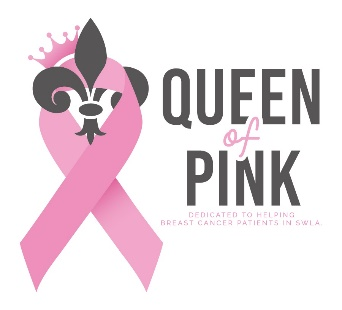 QUEEN
of
PINK
DEDICATED TO HELPING
BREAST CANCER PATIENTS IN SWLA.